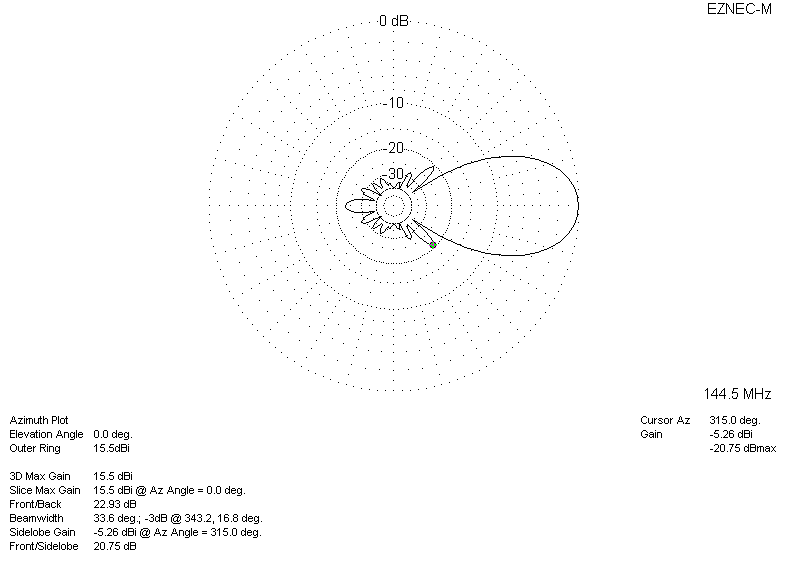 EZNEC-M
0 dB
-10
-20
-30
144.5 MHz
Azimuth Plot
Elevation Angle 0.0 deg.
Outer Ring 15.5dBi
Cursor Az 315.0 deg.
Gain -5.26 dBi
-20.75 dBmax
3D Max Gain 15.5 dBi
Slice Max Gain 15.5 dBi @ Az Angle = 0.0 deg.
Front/Back 22.93 dB
Beamwidth 33.6 deg.; -3dB @ 343.2, 16.8 deg.
Sidelobe Gain -5.26 dBi @ Az Angle = 315.0 deg.
Front/Sidelobe 20.75 dB